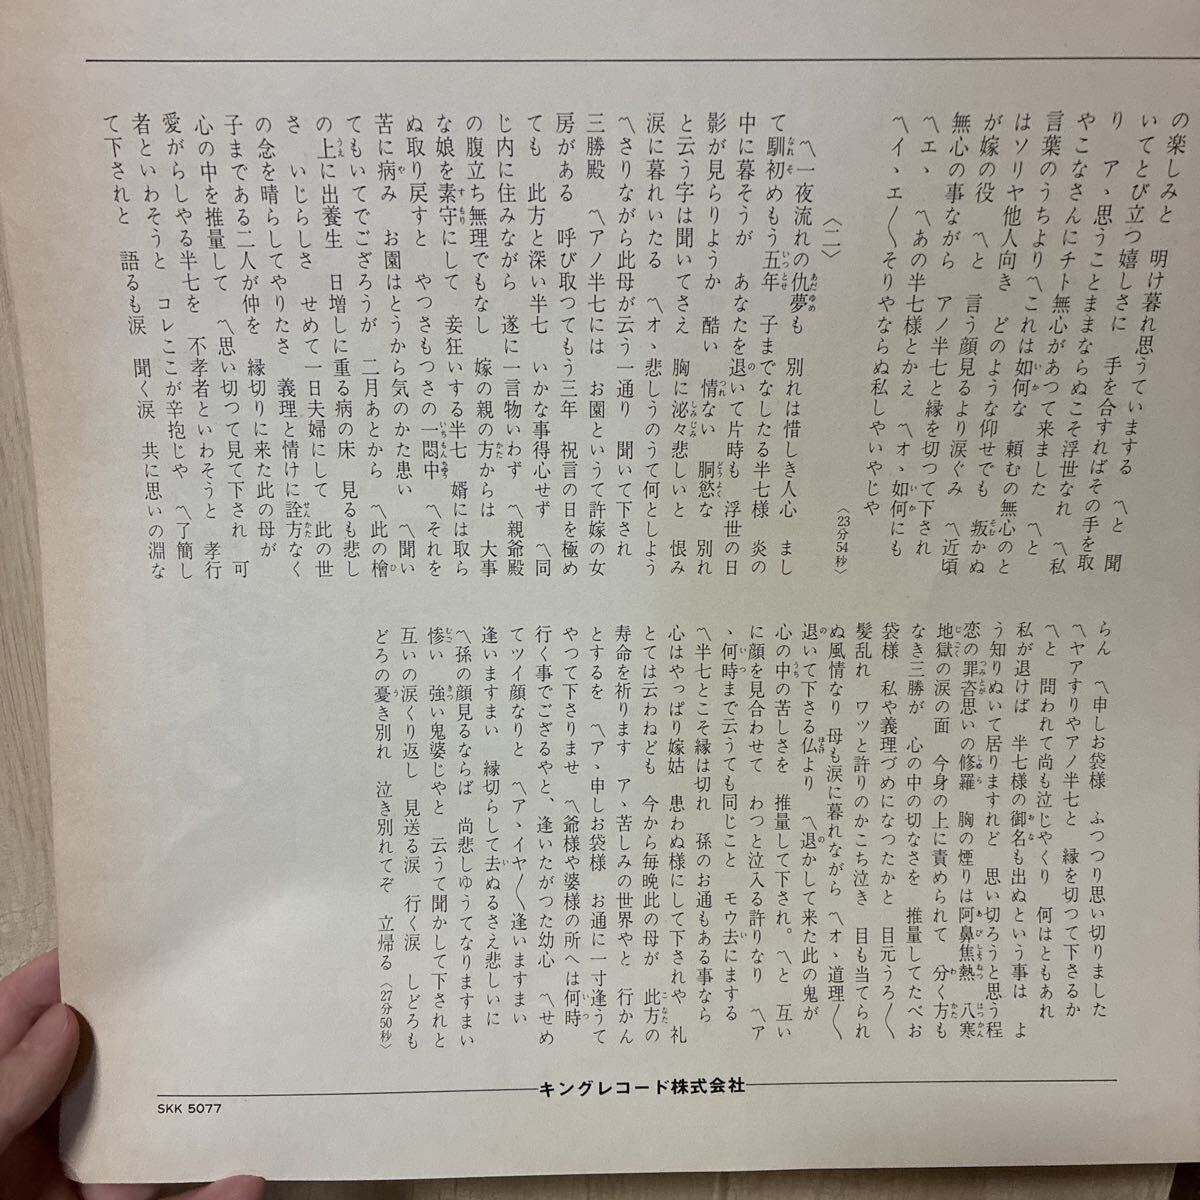 の楽しみと　明け暮れ思うています　〽と　聞
いてとび立つ嬉しさに　手を合すればその手を取
り　アヽ思うことままならぬこそ浮世なれ　〽私
やこなさんにチト無心があつて来ました　〽と
言葉のうちより〽これは如何な　頼むの無心のと
はソリヤ他人向き　どのような仰せでも　叛かぬ
が嫁の役　〽と　言う顔見るより涙ぐみ　〽近頃
無心の事ながら　アノ半七と縁を切つて下され
〽エヽ　〽あの半七様とかえ　〽オヽ如何にも
〽イヽエ〱そりやならぬ私しやいやじや
〈23分54秒〉
〈二〉
〽一夜流れの仇夢も　別れは惜しき人心　まし
て馴初めもう五年　子までなしたる半七様　炎の
中に暮そうが　あなたを退いて片時も　浮世の日
影が見らりようか　酷い　情ない　胴慾な　別れ
と云う字は聞いてさえ　胸に泌々悲しいと　恨み
涙に暮れいたる　〽オヽ悲しうのうて何としよう
〽さりながら此母が云う一通り　聞いて下され
三勝殿　〽アノ半七には　お園という許嫁の女
房がある　呼び取つてもう三年　祝言の日を極め
ても　此方と深い半七　いかな事得心せず　〽同
じ内に住みながら　遂に一言物いわず　〽親爺殿
の腹立ち無理でもなし　嫁の親の方からは　大事
な娘を素守にして　妾狂いする半七　婿には取ら
ぬ取り戻すと　やつさもつさの一悶中　〽それを
苦に病み　お園はとうから気のかた患い　〽聞い
てもいてでござろうが　二月あとから　〽此の檜
の上に出養生　日増しに重る病の床　見るも悲し
さ　いじらしさ　せめて一日夫婦にして　此の世
の念を晴らしてやりたさ　義理と情けに詮方なく
子まである二人が仲を　縁切りに来た此の母が
心の中を推量して　〽思い切つて見て下され　可
愛がらしやる半七を　不孝者といわそうと　孝行
者といわそうと　コレここが辛抱じや　〽了簡し
て下されと　語るも涙　聞く涙　共に思いの淵な
らん　〽申しお袋様　ふつつり思い切りました
〽ヤアすりやアノ半七と　縁を切つて下さるか
〽と　問われて尚も泣じやくり　何はともあれ
私が退けば　半七様の御名も出ぬという事は　よ
う知りぬいて居りますれど　思い切ろうと思う程
恋の罪咨思いの修羅　胸の煙りは阿鼻焦熱　八寒
地獄の涙の面　今身の上に責められて　分く方も
なき三勝が　心の中の切なさを　推量してたべお
袋様　私や義理づめになつたかと　目元うろ〱
髪乱れ　ワッと許りのかこち泣き　目も当てられ
ぬ風情なり　母も涙に暮れながら　〽オヽ道理〱
退いて下さる仏より　〽退かして来た此の鬼が
心の中の苦しさを　推量して下され。　〽と　互い
に顔を見合わせて　わつと泣入る許りなり　〽ア
ヽ何時まで云うても同じこと　モウ去にまする
〽半七とこそ縁は切れ　孫のお通もある事なら
心はやっぱり嫁姑　患わぬ様にして下されや　礼
とては云わねども　今から毎晩此の母が　此方の
寿命を祈ります　アヽ苦しみの世界やと　行かん
とするを　〽アヽ申しお袋様　お通に一寸逢うて
やつて下さりませ　〽爺様や婆様の所へは何時
行く事でござるやと、逢いたがつた幼心　〽せめ
てツイ顔なりと　〽アヽイヤ〱逢いますまい
逢いますまい　縁切らして去ぬるさえ悲しいに
〽孫の顔見るならば　尚悲しゆうてなりますまい
惨い　強い鬼婆じやと　云うて聞かして下されと
互いの涙くり返し　見送る涙　行く涙　しどろも
どろの憂き別れ　泣き別れてぞ　立帰る〈27分50秒〉
キングレコード株式会社
SKK 5077